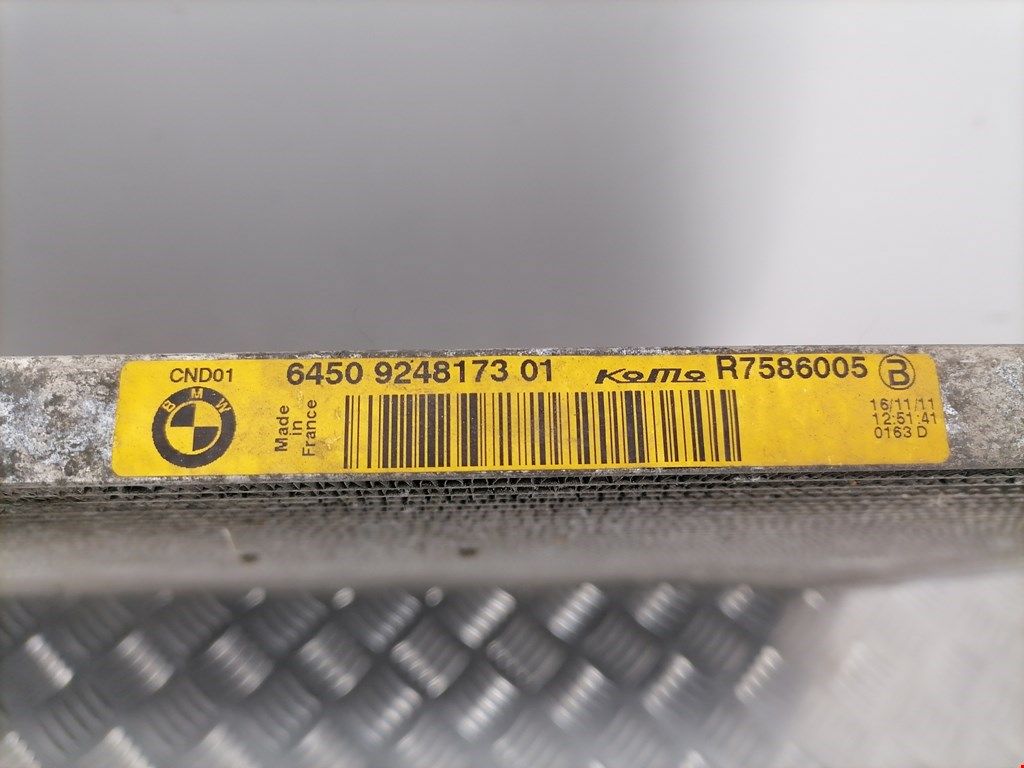 CND01
BMW
Made
in
France
6450 9248173 01
KoMo
R7586005 B
16/11/11
12:51:41
0163 D